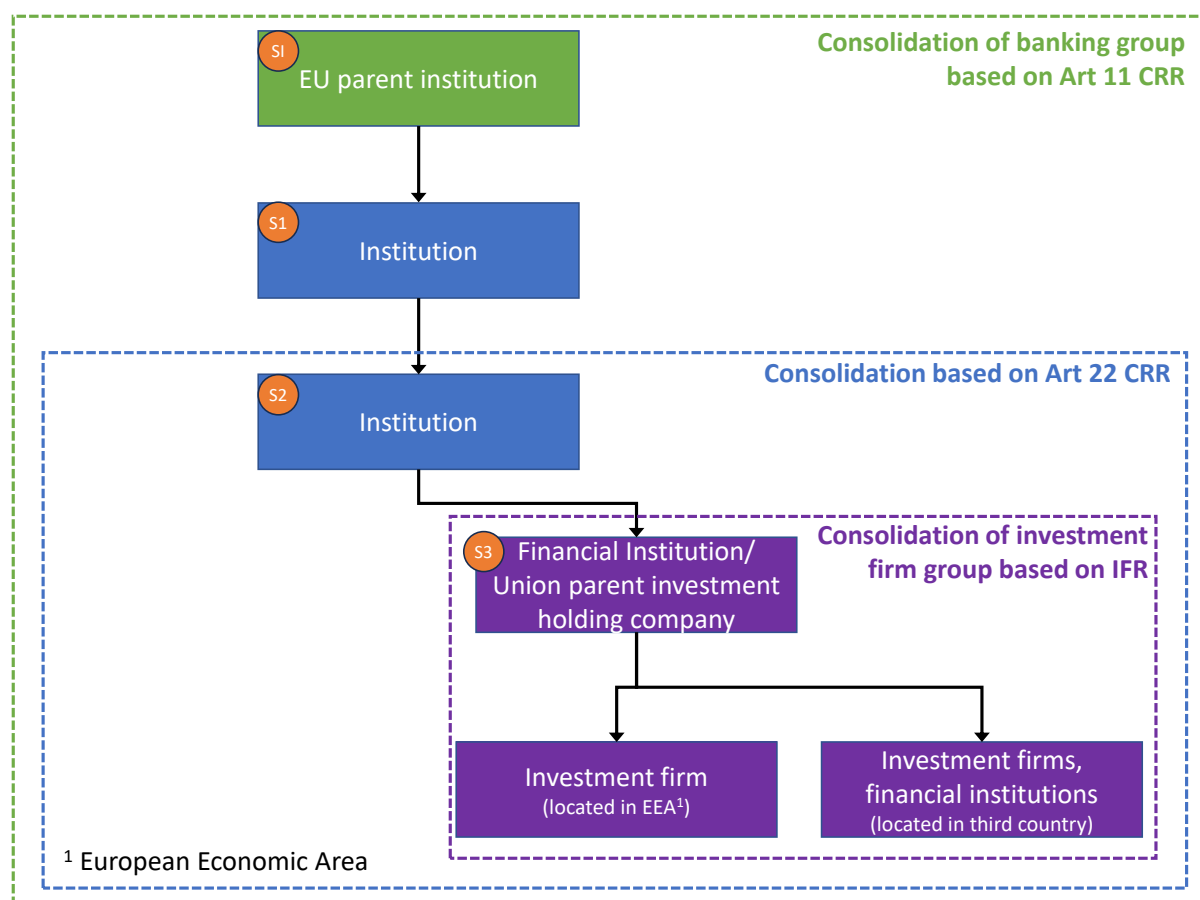 Consolidation of banking group
based on Art 11 CRR
SI
EU parent institution
S1
Institution
Consolidation based on Art 22 CRR
S2
Institution
Consolidation of investment
firm group based on IFR
S3
Financial Institution/
Union parent investment
holding company
Investment firm
(located in EEA¹)
Investment firms,
financial institutions
(located in third country)
¹ European Economic Area